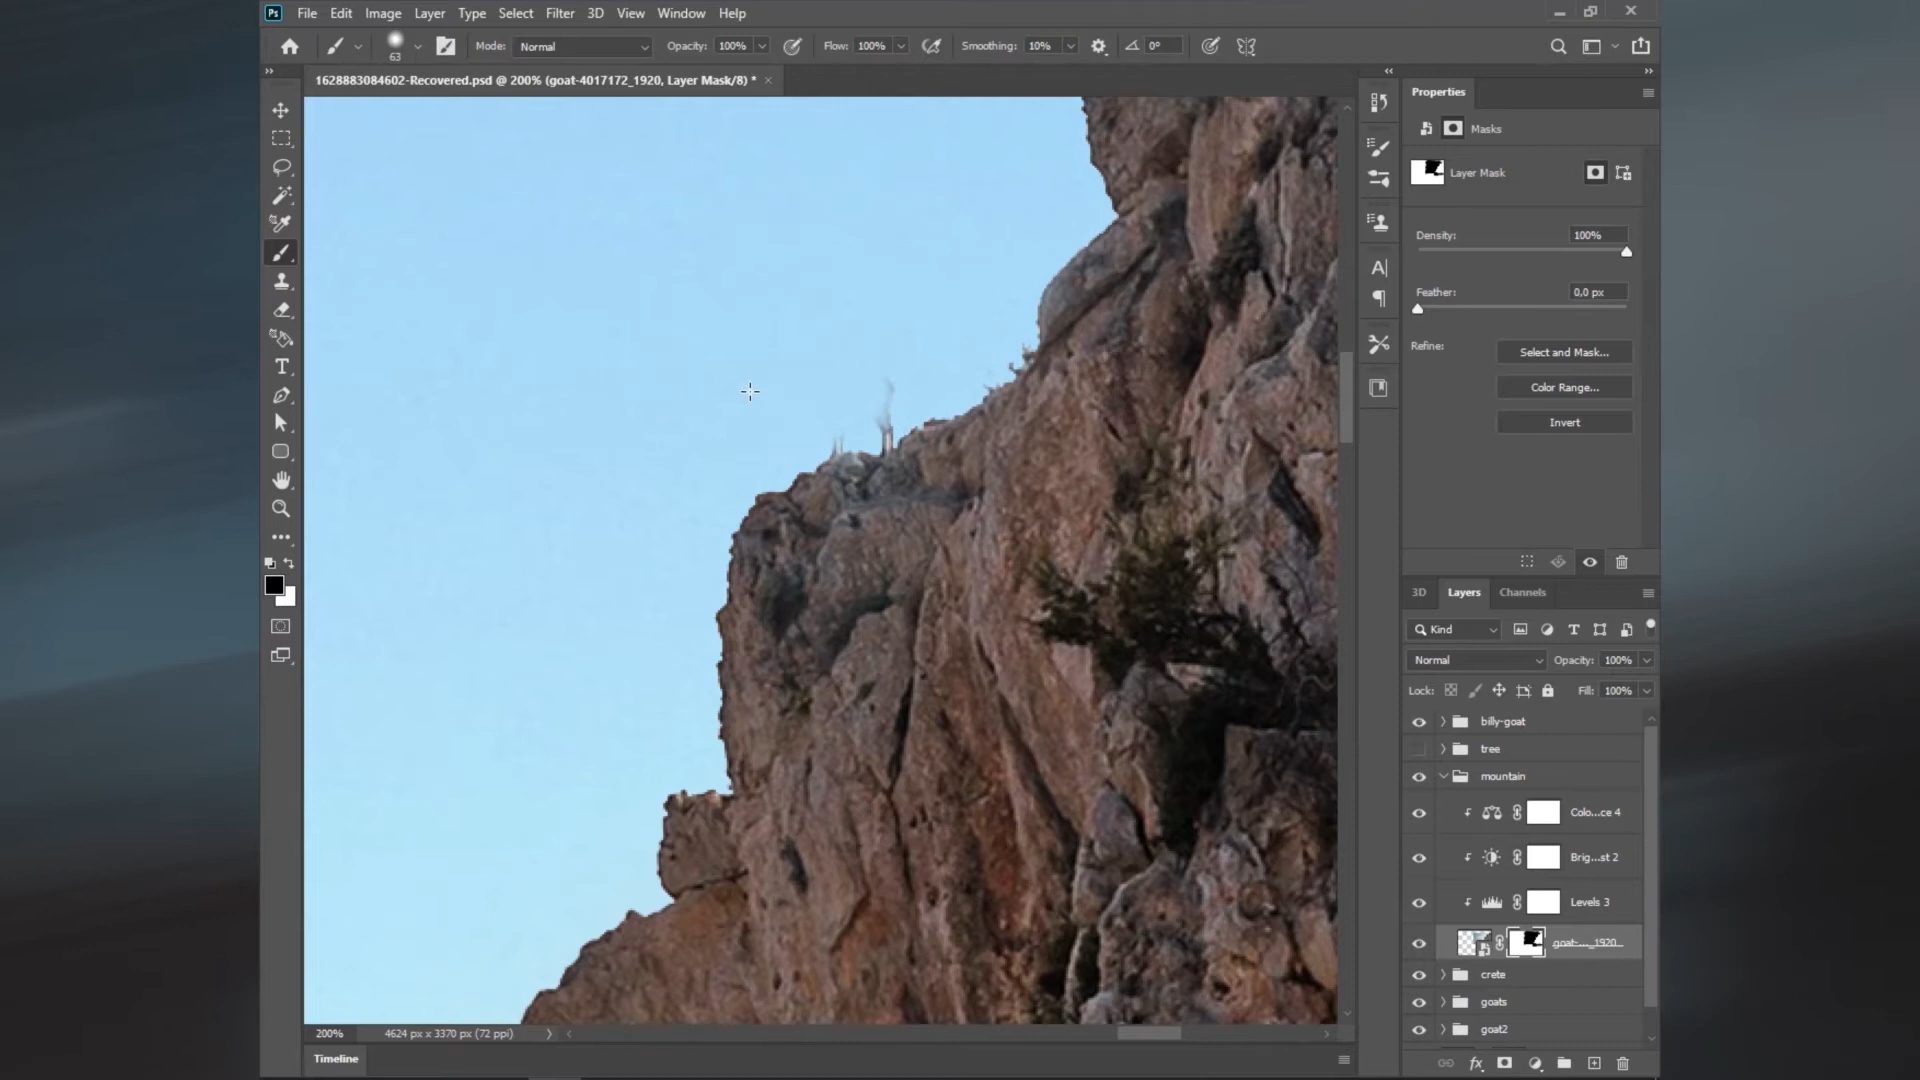 Ps File Edit Image Layer Type Select Filter 3D View Window Help
63 Mode: Normal Opacity: 100% Flow: 100% Smoothing: 10% 0°
1628883084602-Recovered.psd @ 200% (goat-4017172_1920, Layer Mask/8) * ×
Properties
Masks
Layer Mask
Density: 100%
Feather: 0,0 px
Refine: Select and Mask...
Color Range...
Invert
3D Layers Channels
Kind
Normal Opacity: 100%
Lock: Fill: 100%
billy-goat
tree
mountain
Colo...ce 4
Brig...st 2
Levels 3
goat-..._1920
crete
goats
goat2
200% 4624 px x 3370 px (72 ppi)
Timeline